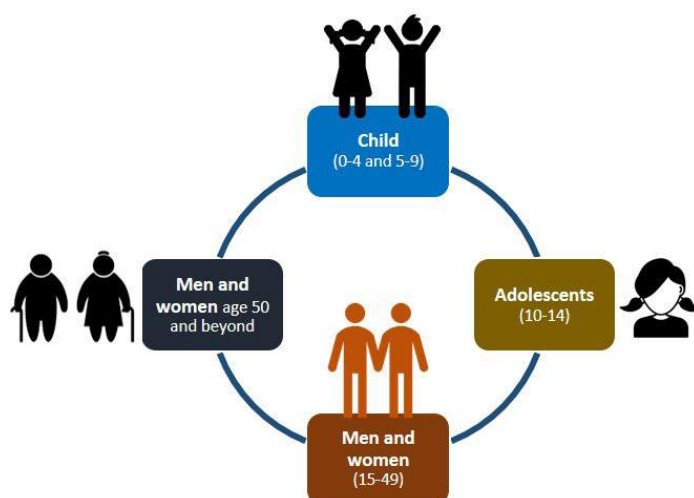 Child
(0-4 and 5-9)
Men and
women age 50
and beyond
Adolescents
(10-14)
Men and
women
(15-49)